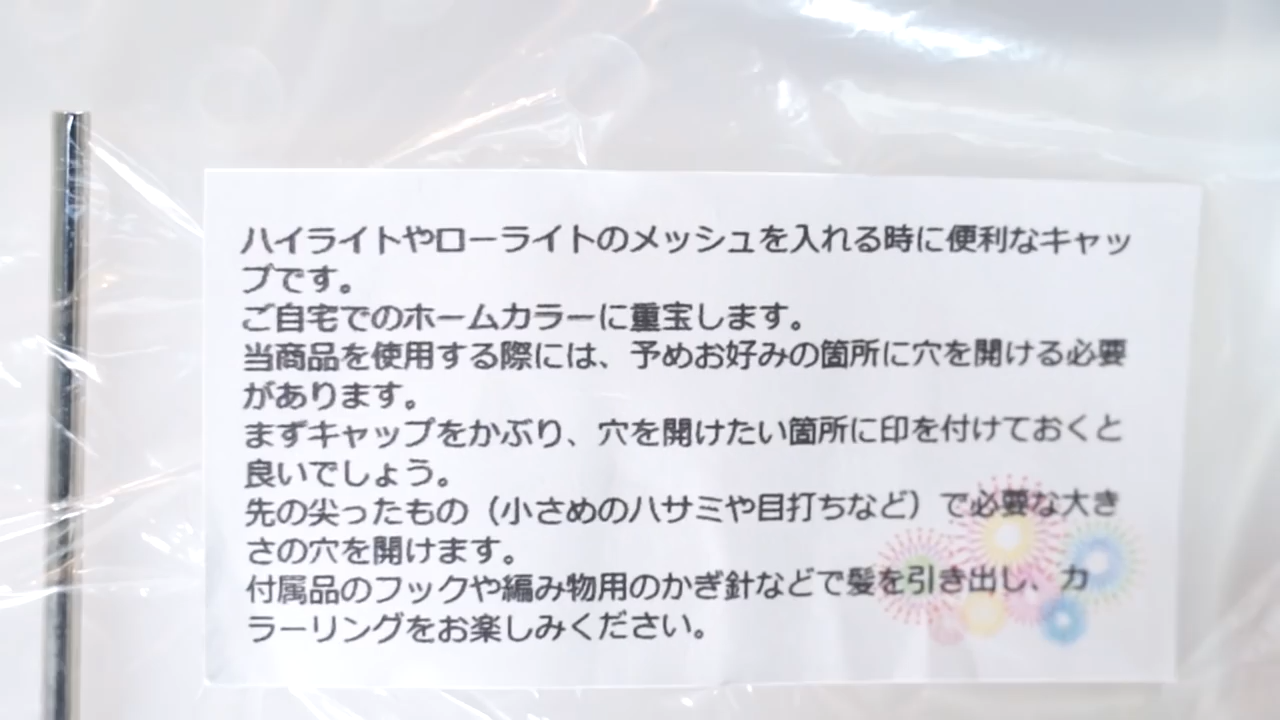 ハイライトやローライトのメッシュを入れる時に便利なキャッ
プです。
ご自宅でのホームカラーに重宝します。
当商品を使用する際には、予めお好みの箇所に穴を開ける必要
があります。
まずキャップをかぶり、穴を開けたい箇所に印を付けておくと
良いでしょう。
先の尖ったもの（小さめのハサミや目打ちなど）で必要な大き
さの穴を開けます。
付属品のフックや編み物用のかぎ針などで髪を引き出し、カ
ラーリングをお楽しみください。